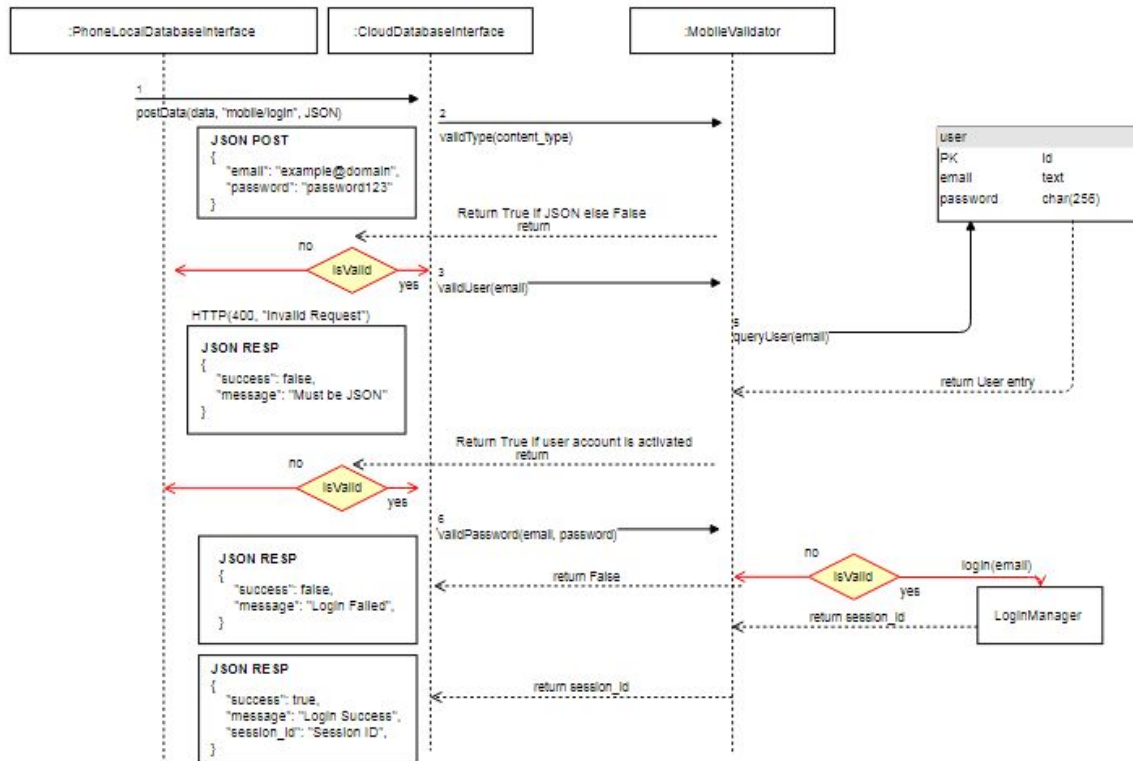 :PhoneLocalDatabaseInterface
:CloudDatabaseInterface
:MobileValidator
1
postData(data, "mobile/login", JSON)
2
validType(content_type)
JSON POST
{
"email": "example@domain",
"password": "password123"
}
user
PK id
email text
password char(256)
Return True if JSON else False
return
no
isValid
yes
3
validUser(email)
HTTP(400, "Invalid Request")
JSON RESP
{
"success": false,
"message": "Must be JSON"
}
5
queryUser(email)
return User entry
Return True if user account is activated
return
no
isValid
yes
6
validPassword(email, password)
JSON RESP
{
"success": false,
"message": "Login Failed",
}
return False
no
isValid
yes
login(email)
LoginManager
return session_id
JSON RESP
{
"success": true,
"message": "Login Success",
"session_id": "Session ID",
}
return session_id